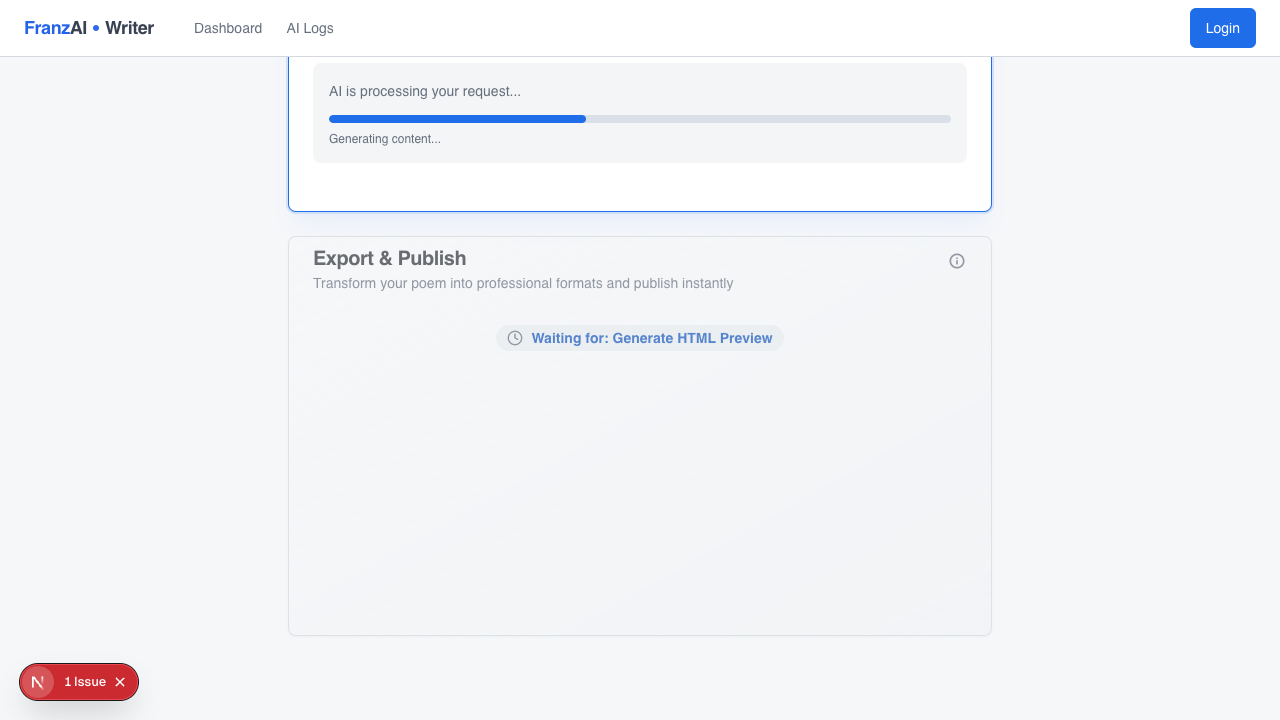 FranzAI • Writer
Dashboard
AI Logs
Login
AI is processing your request...
Generating content...
Export & Publish
Transform your poem into professional formats and publish instantly
Waiting for: Generate HTML Preview
N
1 Issue